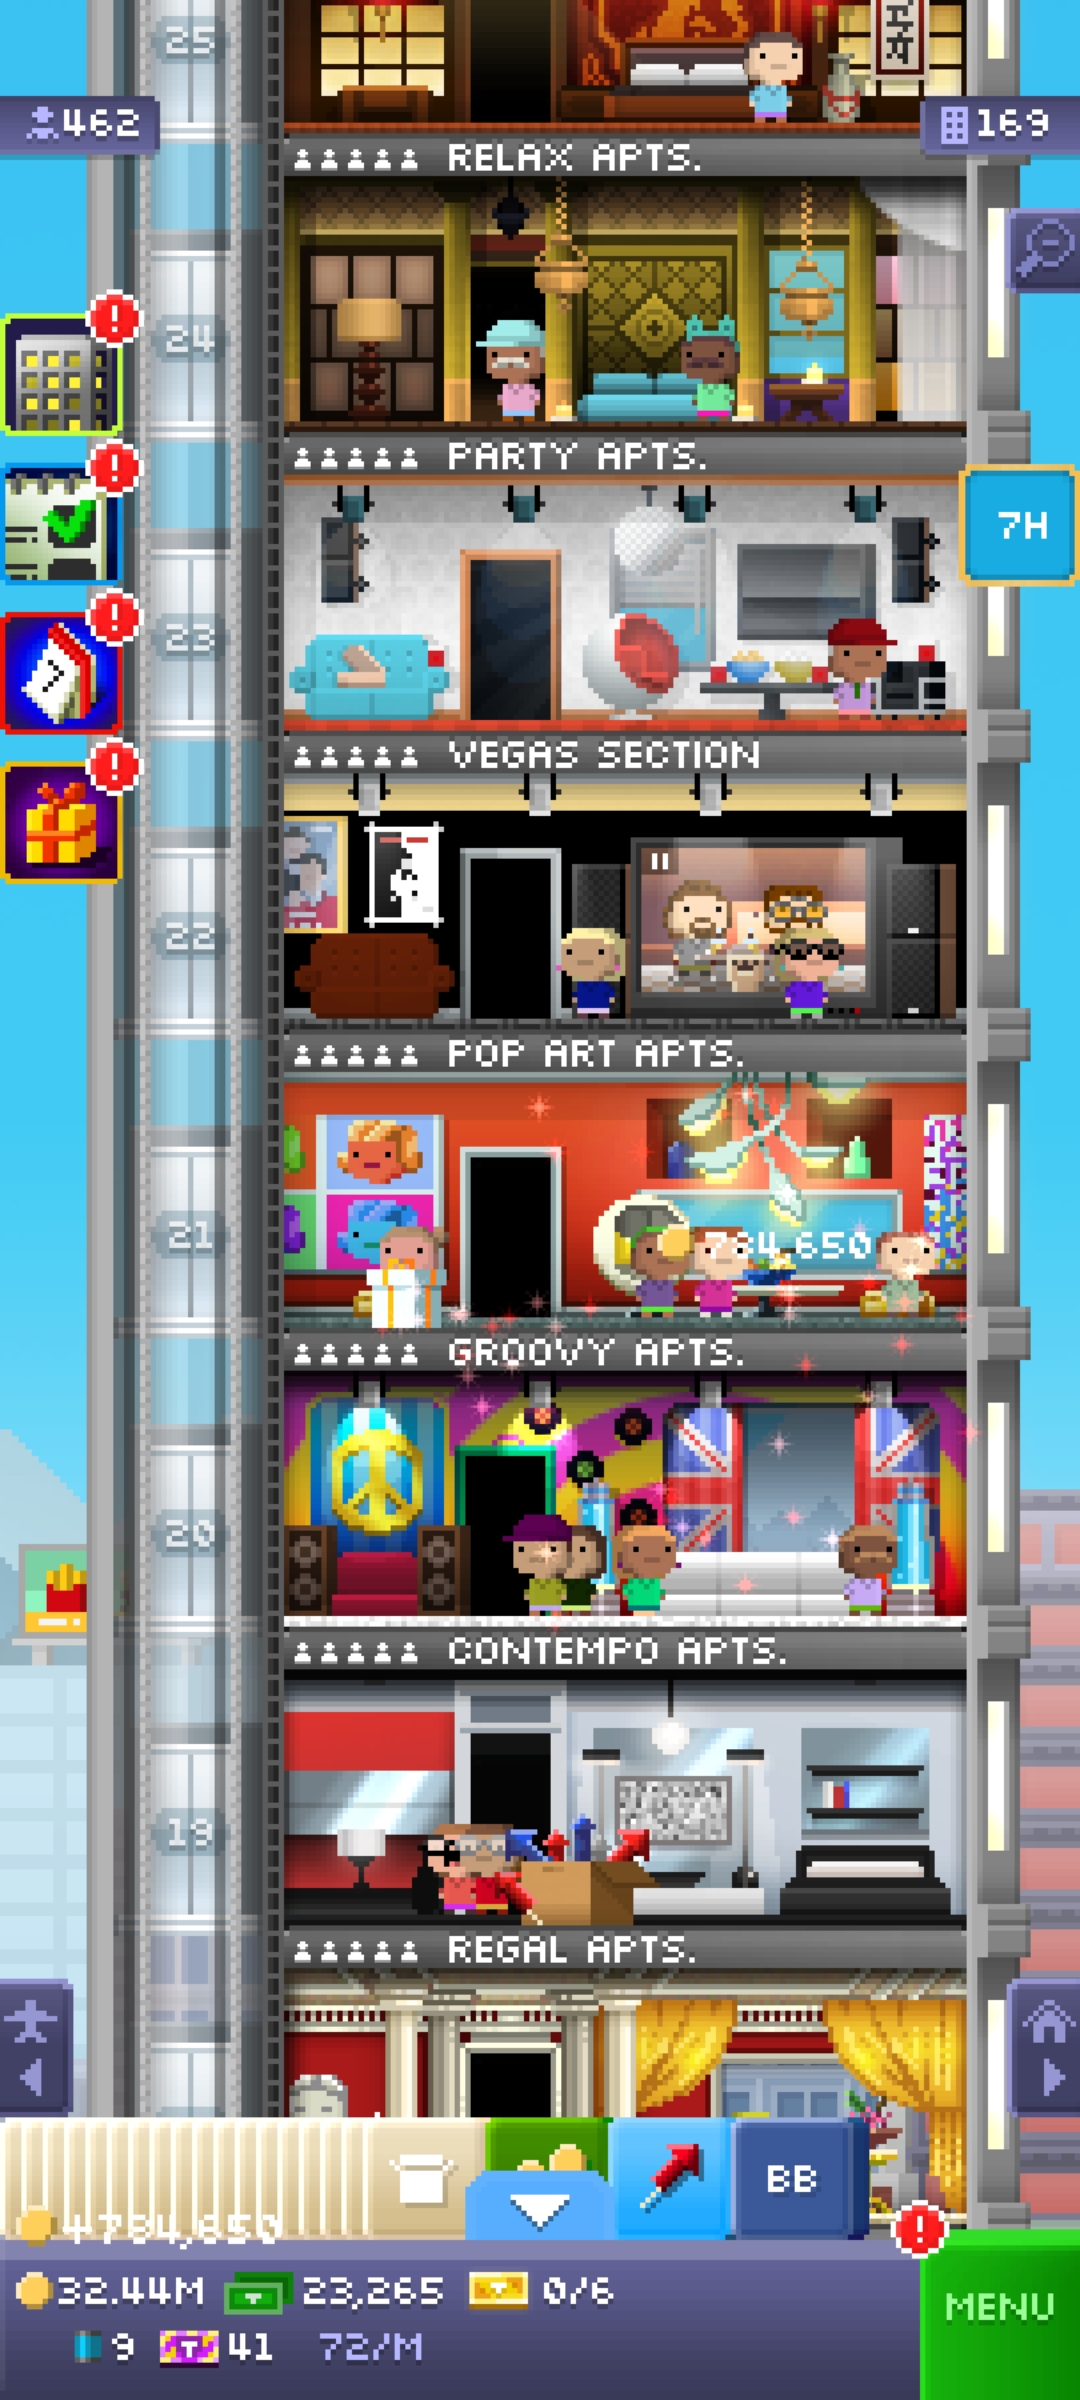 25
462
169
RELAX APTS.
24
PARTY APTS.
7H
23
VEGAS SECTION
22
POP ART APTS.
784,650
21
GROOVY APTS.
20
CONTEMPO APTS.
19
REGAL APTS.
BB
+784,650
32.44M 23,265 0/6
MENU
9 41 72/M